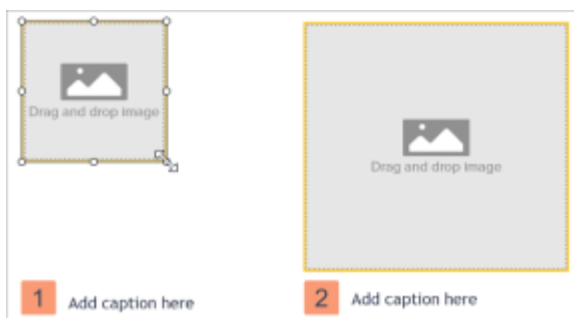 Drag and drop image
Drag and drop image
1 Add caption here
2 Add caption here